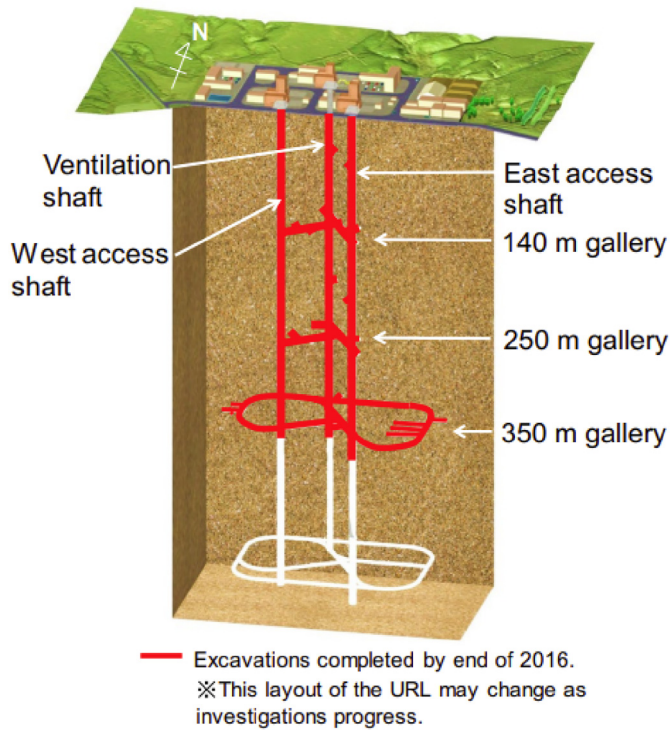 N
Ventilation
shaft
East access
shaft
West access
shaft
140 m gallery
250 m gallery
350 m gallery
Excavations completed by end of 2016.
※This layout of the URL may change as
investigations progress.